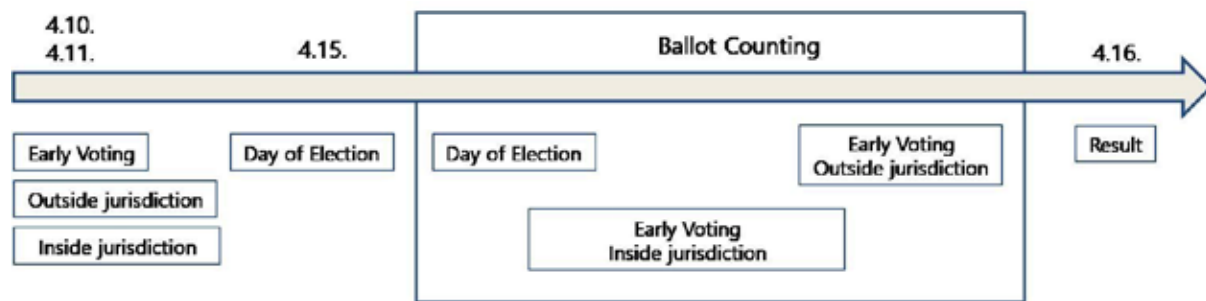 4.10.
4.11.
4.15.
Ballot Counting
4.16.
Early Voting
Outside jurisdiction
Inside jurisdiction
Day of Election
Day of Election
Early Voting
Inside jurisdiction
Early Voting
Outside jurisdiction
Result